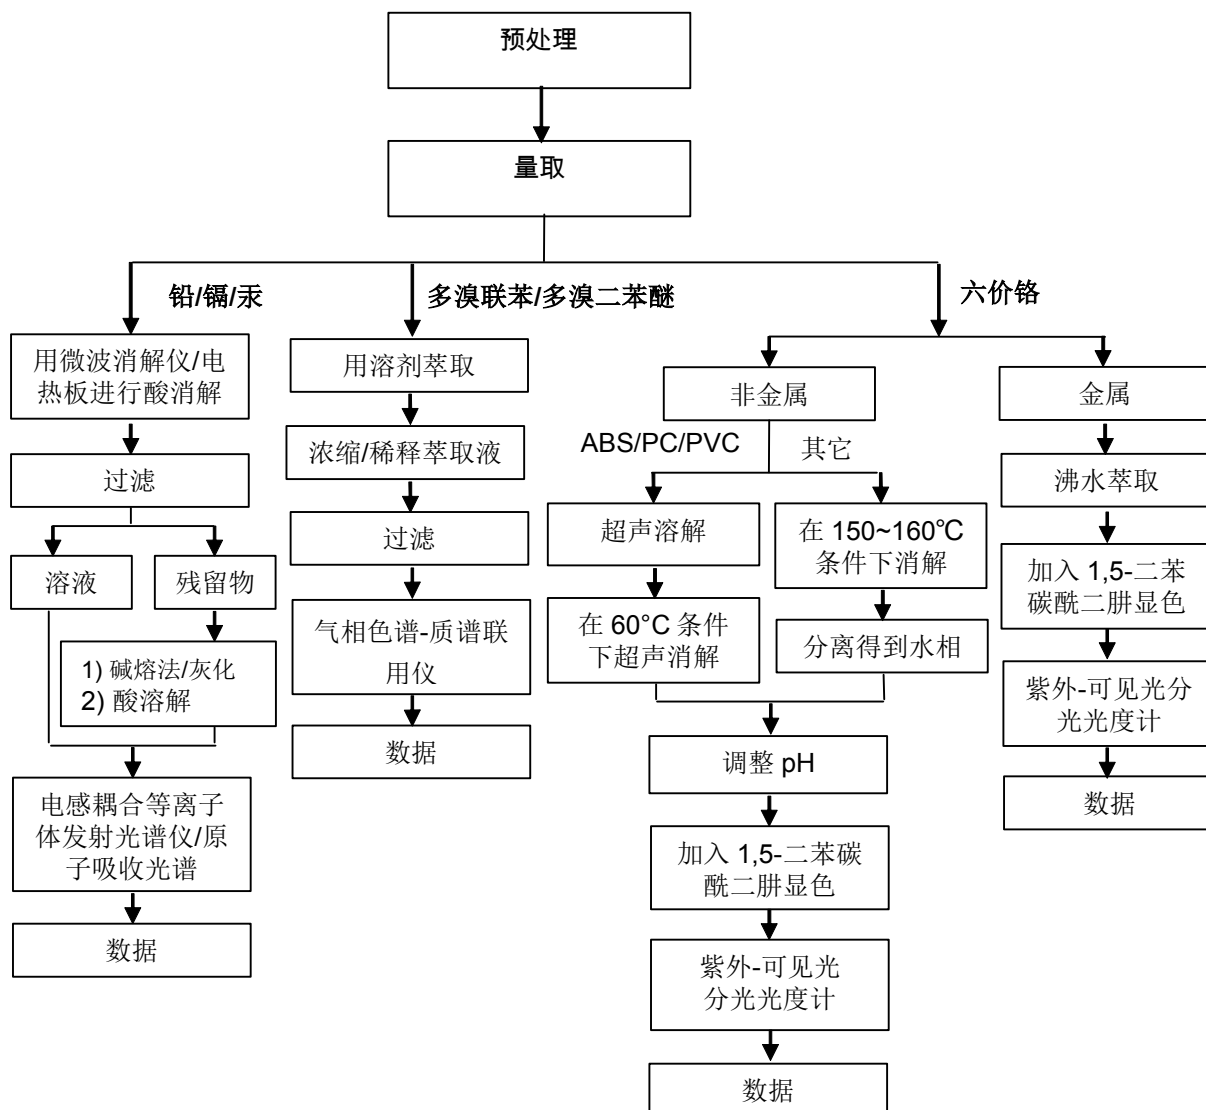 预处理
量取
铅/镉/汞
多溴联苯/多溴二苯醚
六价铬
用微波消解仪/电
热板进行酸消解
过滤
溶液
残留物
1) 碱熔法/灰化
2) 酸溶解
电感耦合等离子
体发射光谱仪/原
子吸收光谱
数据
用溶剂萃取
浓缩/稀释萃取液
过滤
气相色谱-质谱联
用仪
数据
非金属
ABS/PC/PVC
其它
超声溶解
在 60°C 条件
下超声消解
在 150~160℃
条件下消解
分离得到水相
调整 pH
加入 1,5-二苯碳
酰二肼显色
紫外-可见光
分光光度计
数据
金属
沸水萃取
加入 1,5-二苯
碳酰二肼显色
紫外-可见光分
光光度计
数据